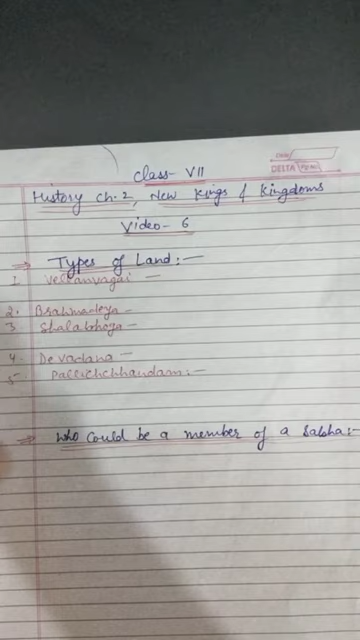 Class- VII
DELTA
History Ch.2, New Kings & Kingdoms
Video- 6
⇒ Types of Land:—
1. Vellanvagai —
2. Brahmadeya —
3 Shalabhoga —
4. Devadana —
5 Pallichchhandam:—
⇒ Who Could be a member of a Sabha:-